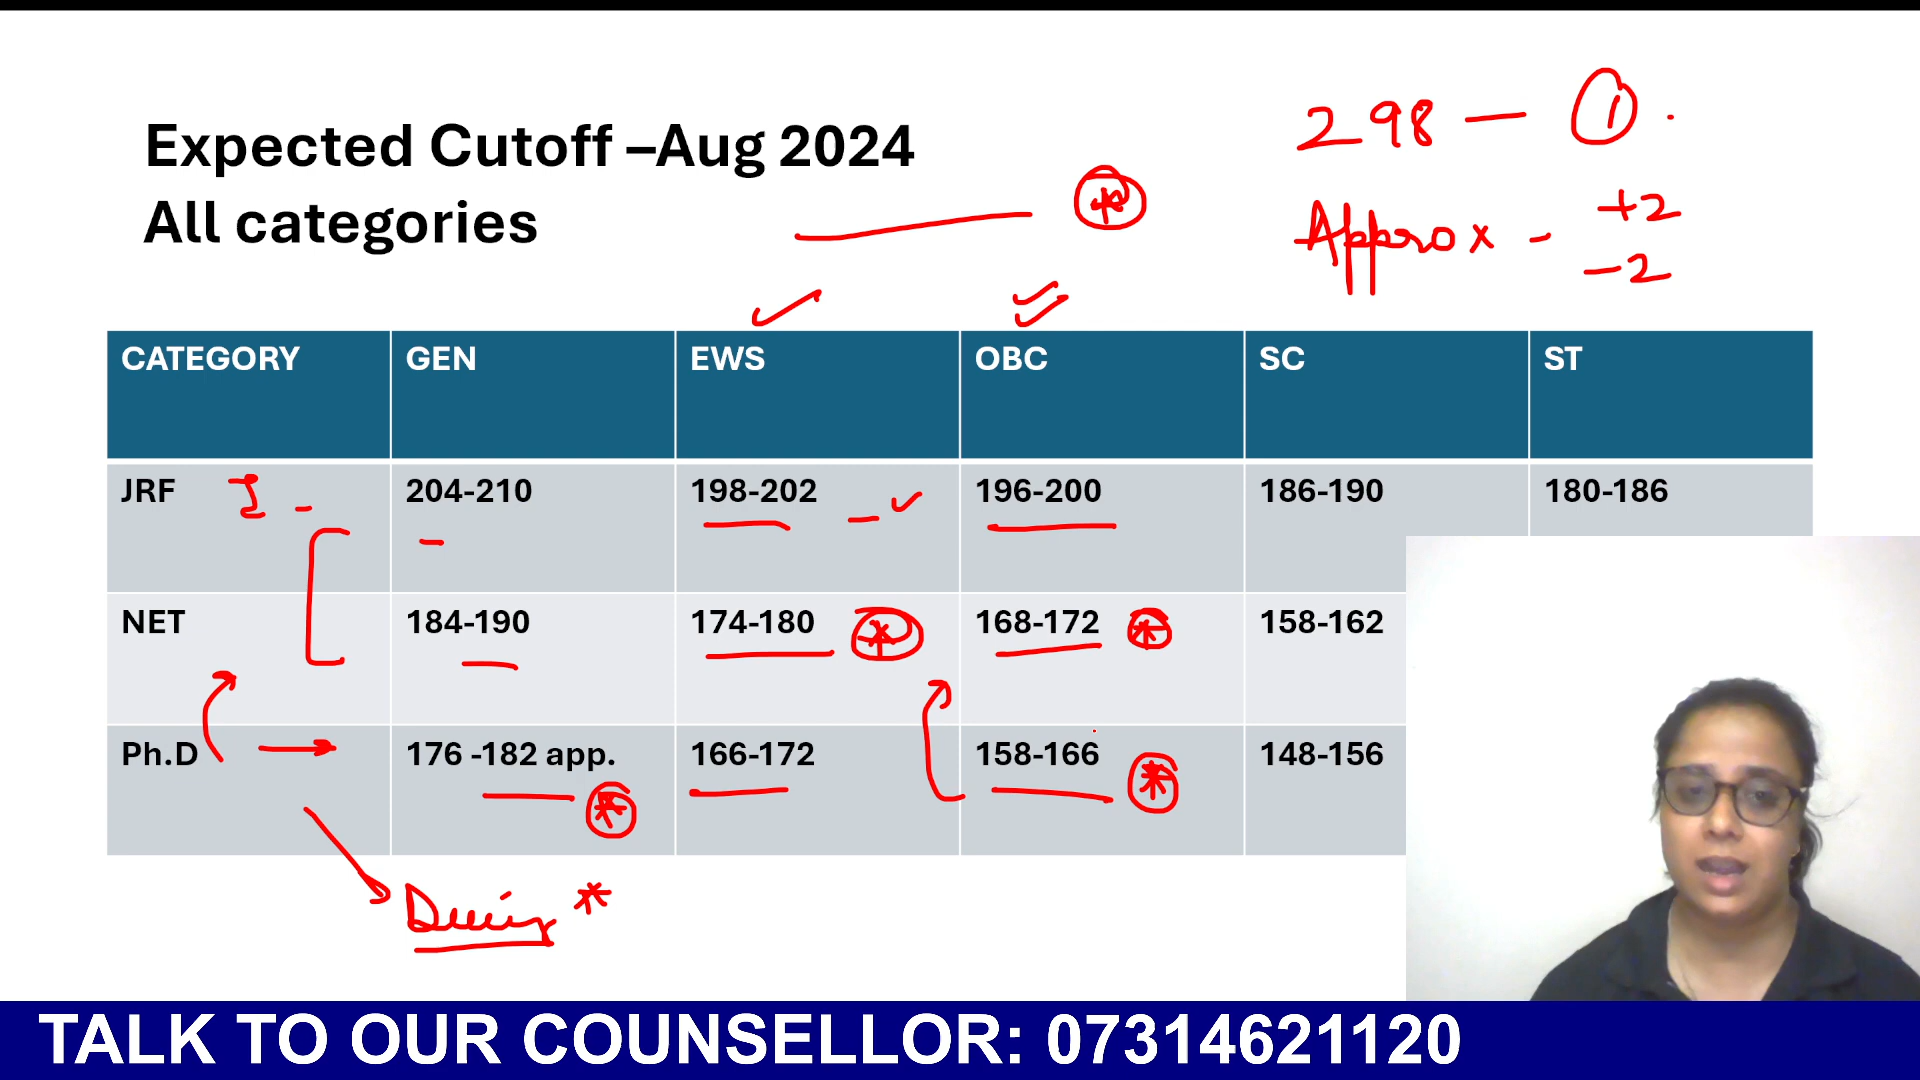 Expected Cutoff –Aug 2024
All categories
298 — 1.
Approx - +2
-2
CATEGORY GEN EWS OBC SC ST
JRF I - 204-210 198-202 196-200 186-190 180-186
NET 184-190 174-180 168-172 158-162
Ph.D 176 -182 app. 166-172 158-166 148-156
TALK TO OUR COUNSELLOR: 07314621120